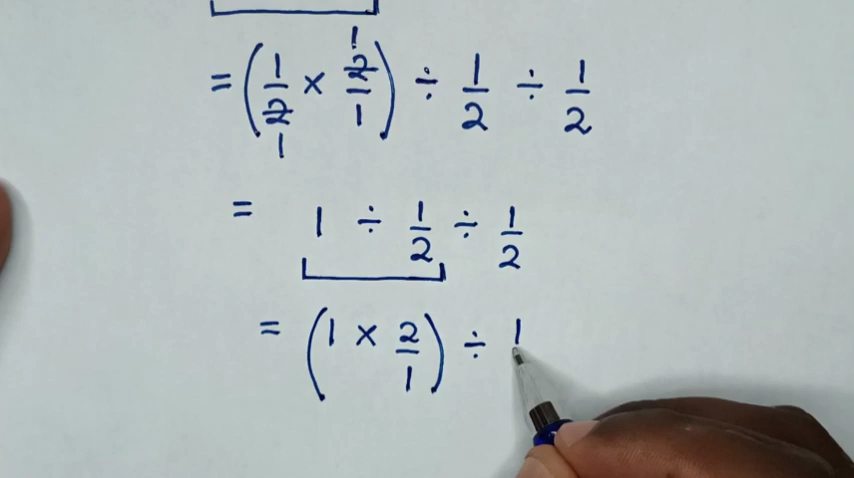 = (1/2 × 2/1) ÷ 1/2 ÷ 1/2
= 1 ÷ 1/2 ÷ 1/2
= (1 × 2/1) ÷ 1